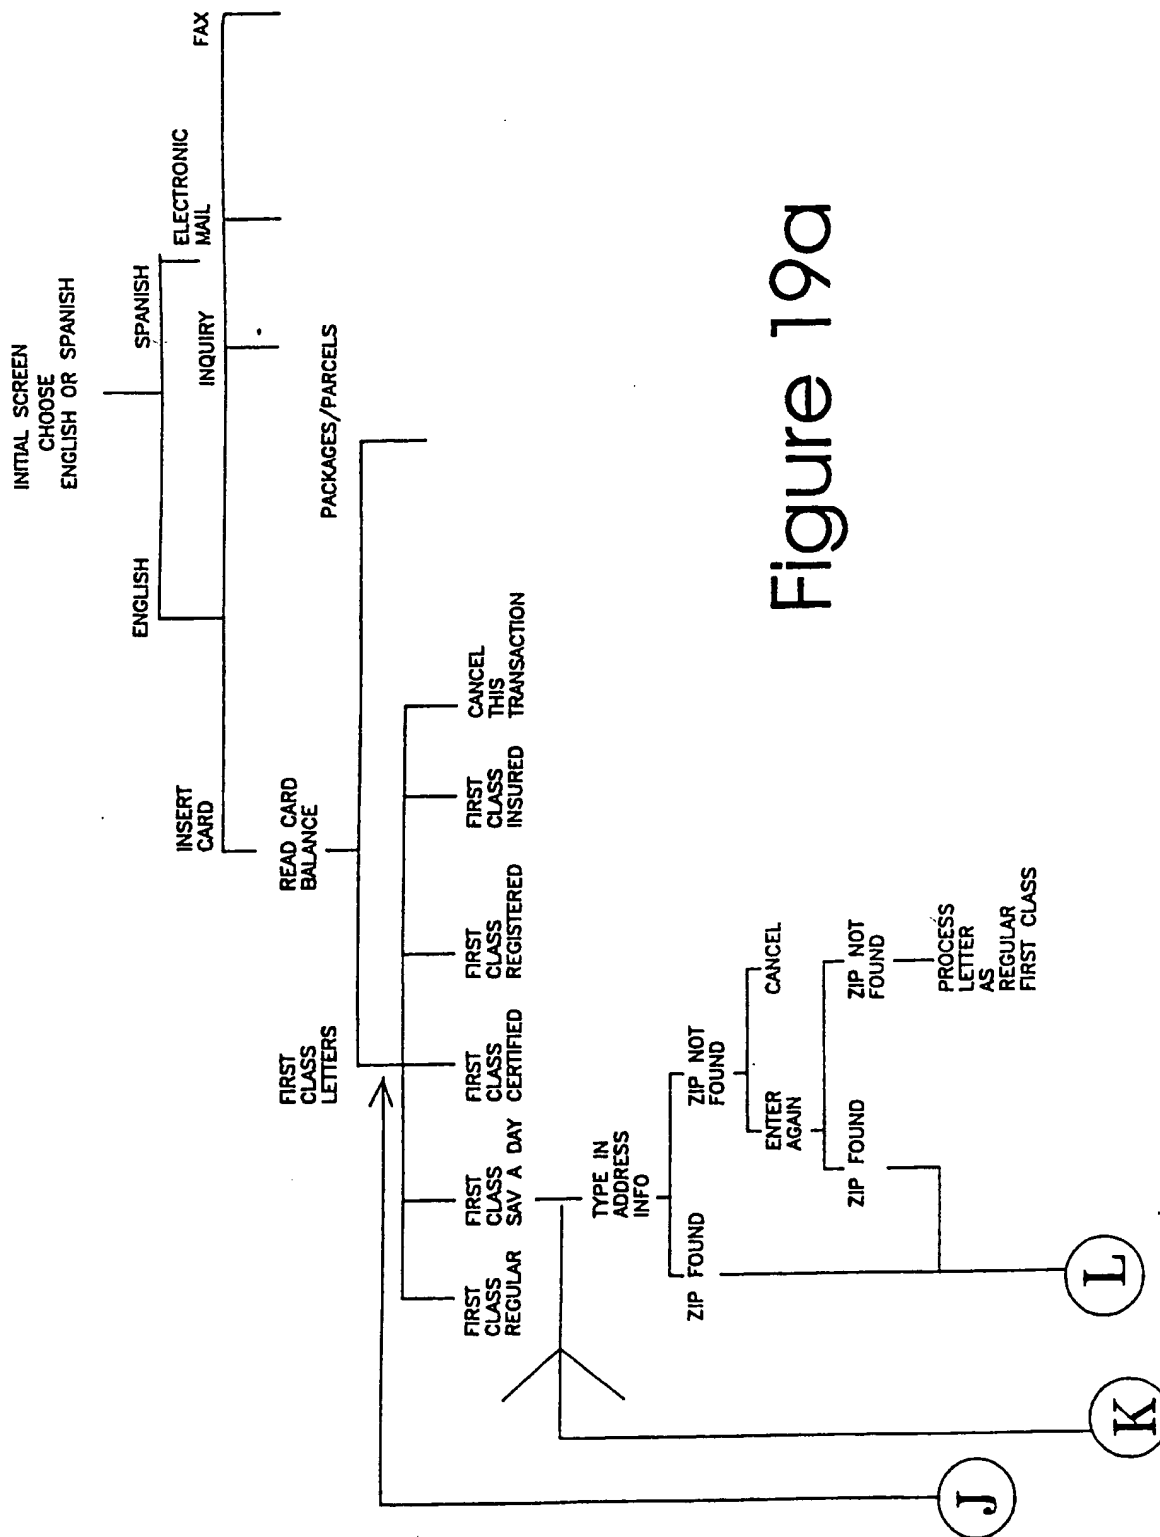 INITIAL SCREEN
CHOOSE
ENGLISH OR SPANISH
ENGLISH
SPANISH
INSERT
CARD
INQUIRY
ELECTRONIC
MAIL
FAX
READ CARD
BALANCE
FIRST
CLASS
LETTERS
PACKAGES/PARCELS
FIRST
CLASS
REGULAR
FIRST
CLASS
SAV A DAY
FIRST
CLASS
CERTIFIED
FIRST
CLASS
REGISTERED
FIRST
CLASS
INSURED
CANCEL
THIS
TRANSACTION
TYPE IN
ADDRESS
INFO
ZIP FOUND
ZIP NOT
FOUND
ENTER
AGAIN
CANCEL
ZIP FOUND
ZIP NOT
FOUND
PROCESS
LETTER
AS
REGULAR
FIRST CLASS
J
K
L
Figure 19a